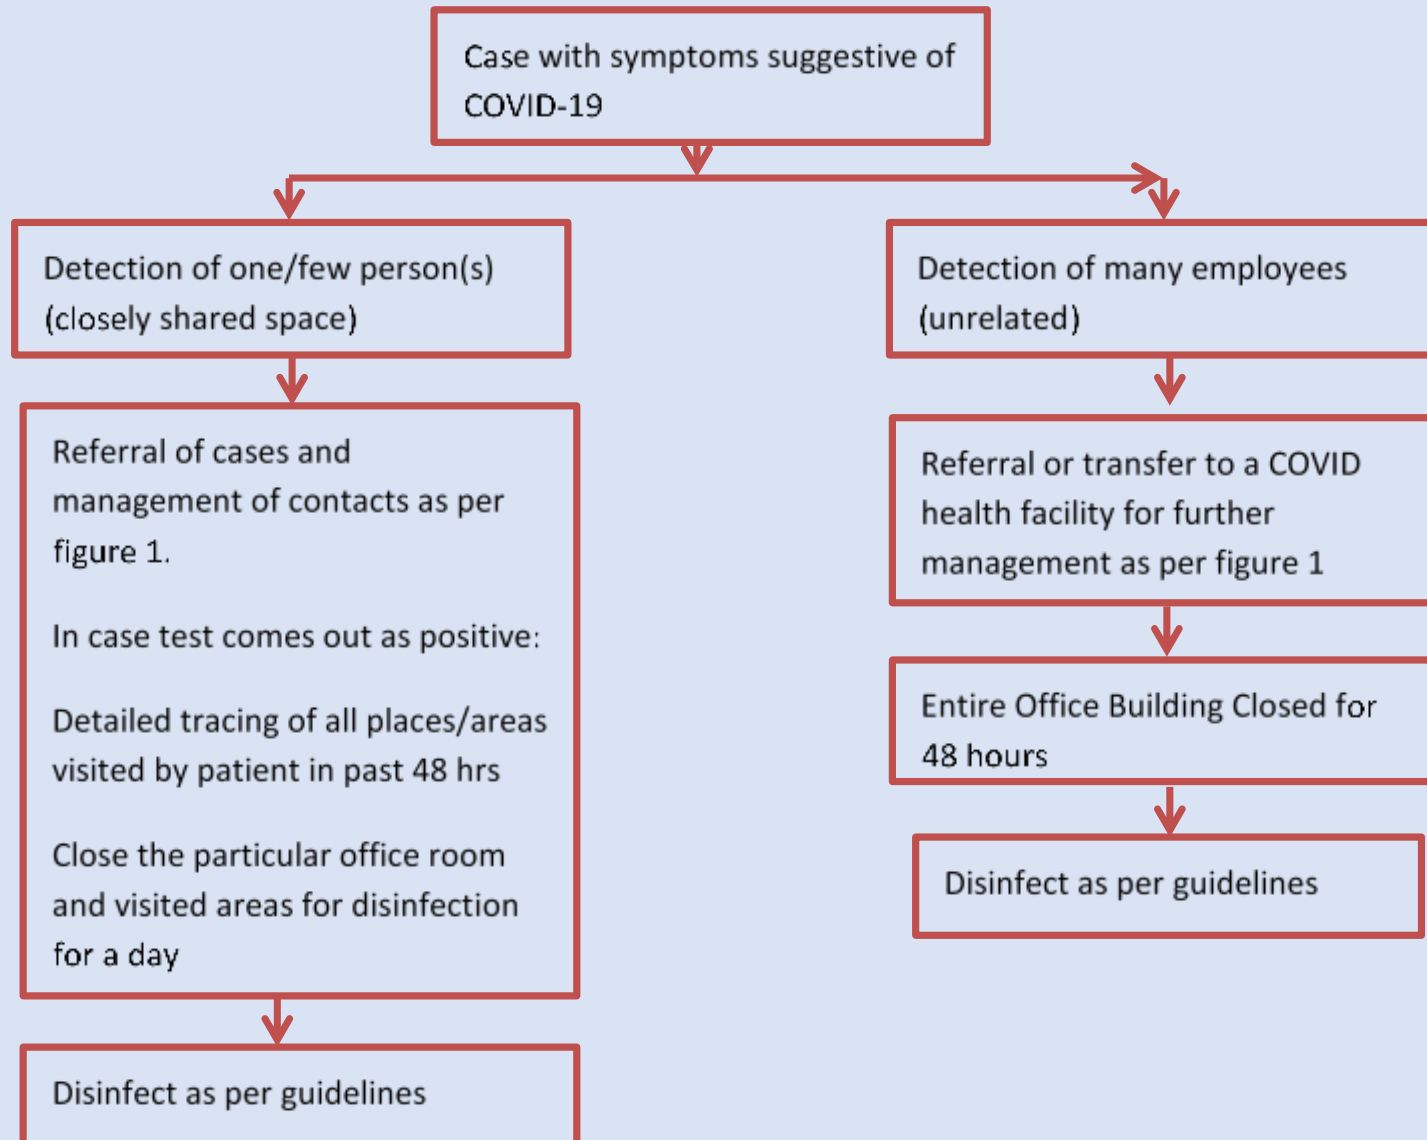 Case with symptoms suggestive of
COVID-19
Detection of one/few person(s)
(closely shared space)
Referral of cases and
management of contacts as per
figure 1.
In case test comes out as positive:
Detailed tracing of all places/areas
visited by patient in past 48 hrs
Close the particular office room
and visited areas for disinfection
for a day
Disinfect as per guidelines
Detection of many employees
(unrelated)
Referral or transfer to a COVID
health facility for further
management as per figure 1
Entire Office Building Closed for
48 hours
Disinfect as per guidelines